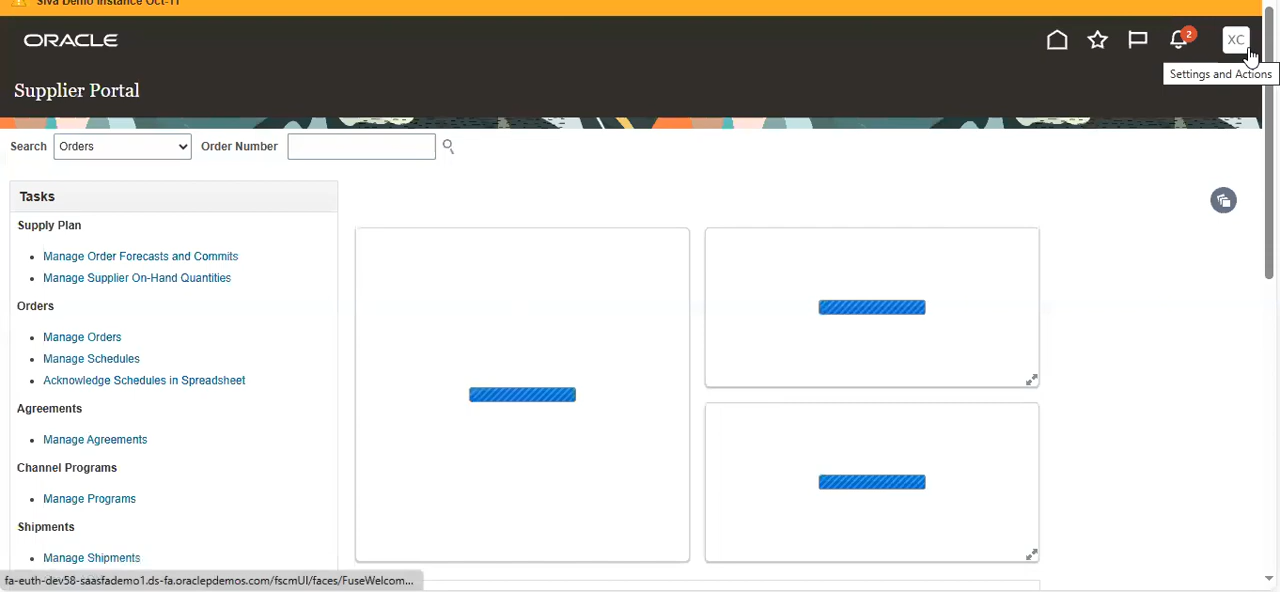 Siva Demo Instance Oct-11
ORACLE
2
XC
Settings and Actions
Supplier Portal
Search Orders Order Number
Tasks
Supply Plan
Manage Order Forecasts and Commits
Manage Supplier On-Hand Quantities
Orders
Manage Orders
Manage Schedules
Acknowledge Schedules in Spreadsheet
Agreements
Manage Agreements
Channel Programs
Manage Programs
Shipments
Manage Shipments
fa-euth-dev58-saasfademo1.ds-fa.oraclepdemos.com/fscmUI/faces/FuseWelcom...